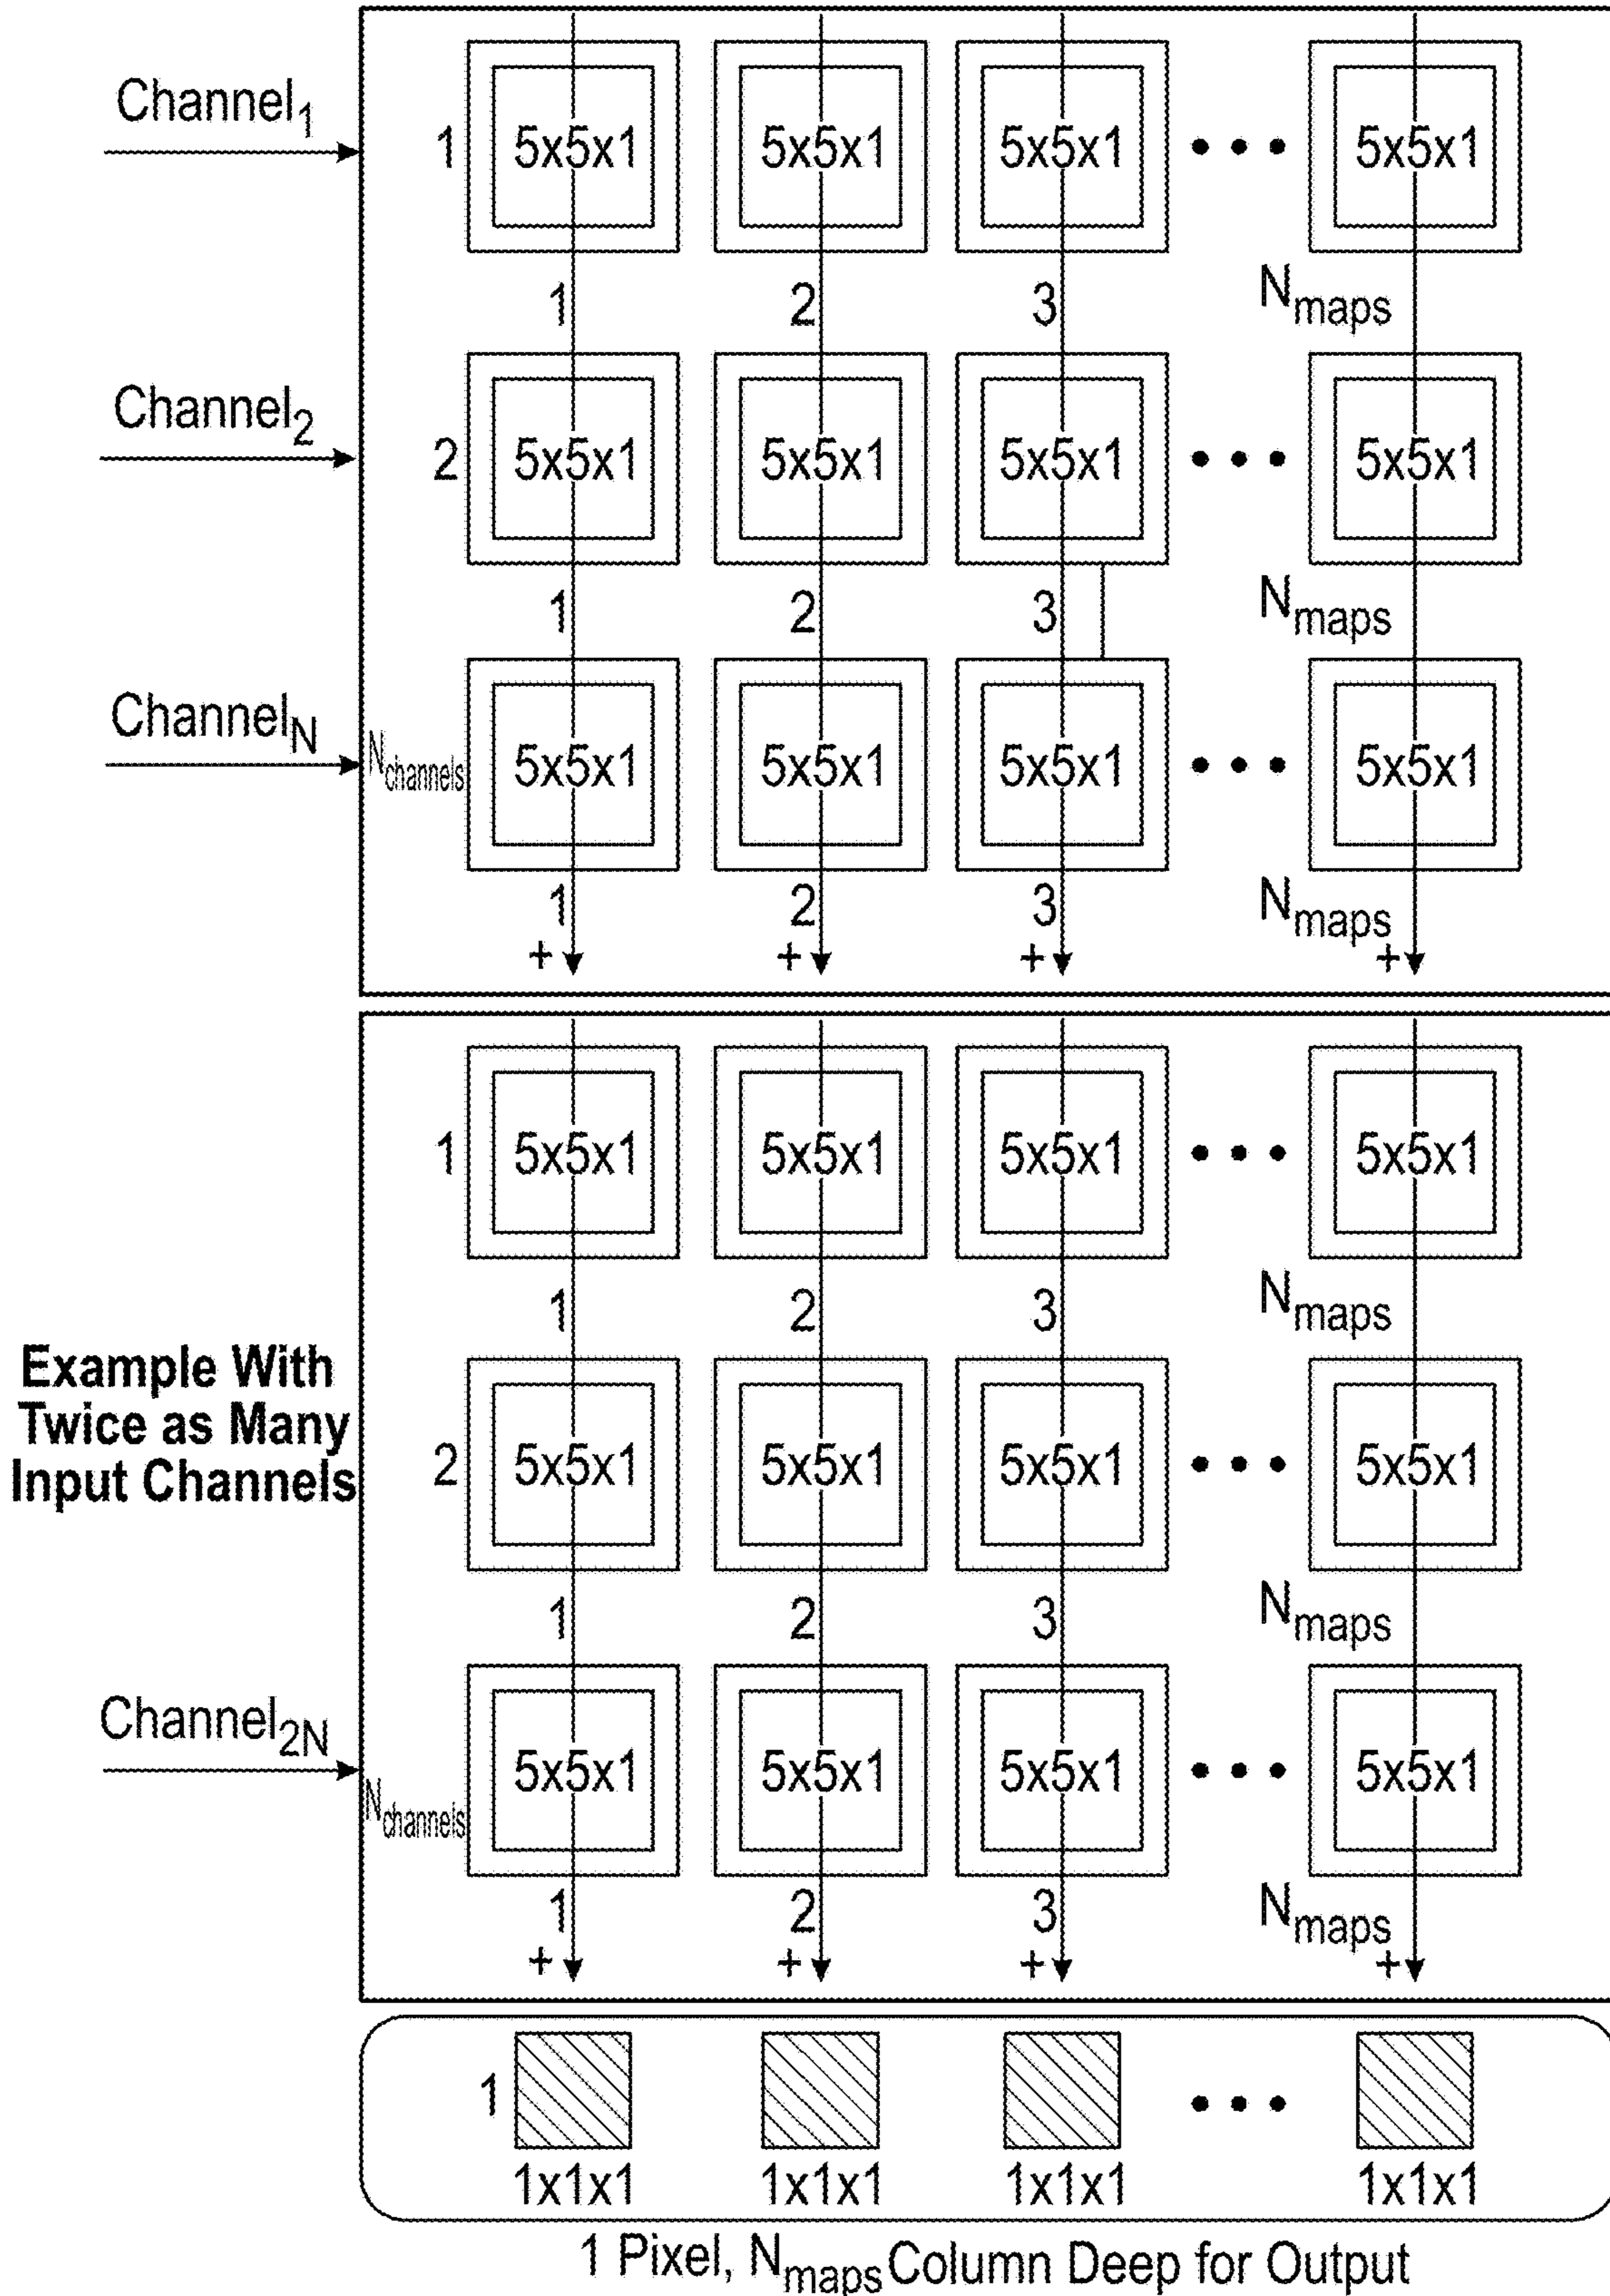 Channel₁
1 5x5x1 5x5x1 5x5x1 • • • 5x5x1
1 2 3 Nmaps
Channel₂
2 5x5x1 5x5x1 5x5x1 • • • 5x5x1
1 2 3 Nmaps
ChannelN
Nchannels 5x5x1 5x5x1 5x5x1 • • • 5x5x1
1 2 3 Nmaps
+ + + +
1 5x5x1 5x5x1 5x5x1 • • • 5x5x1
1 2 3 Nmaps
Example With
Twice as Many
Input Channels
2 5x5x1 5x5x1 5x5x1 • • • 5x5x1
1 2 3 Nmaps
Channel2N
Nchannels 5x5x1 5x5x1 5x5x1 • • • 5x5x1
1 2 3 Nmaps
+ + + +
1 • • •
1x1x1 1x1x1 1x1x1 1x1x1
1 Pixel, Nmaps Column Deep for Output